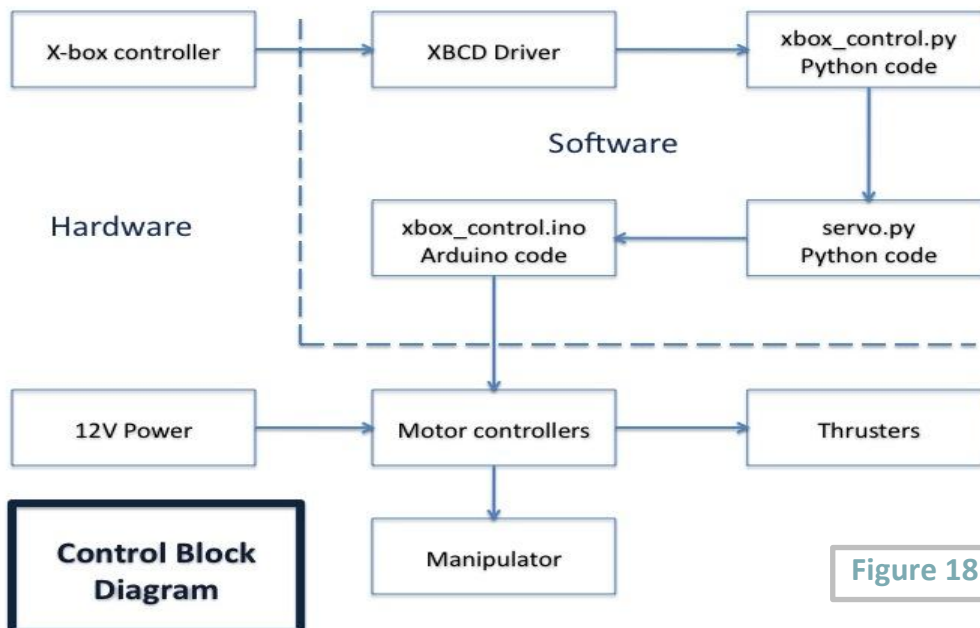 X-box controller
XBCD Driver
xbox_control.py
Python code
Software
Hardware
xbox_control.ino
Arduino code
servo.py
Python code
12V Power
Motor controllers
Thrusters
Control Block
Diagram
Manipulator
Figure 18